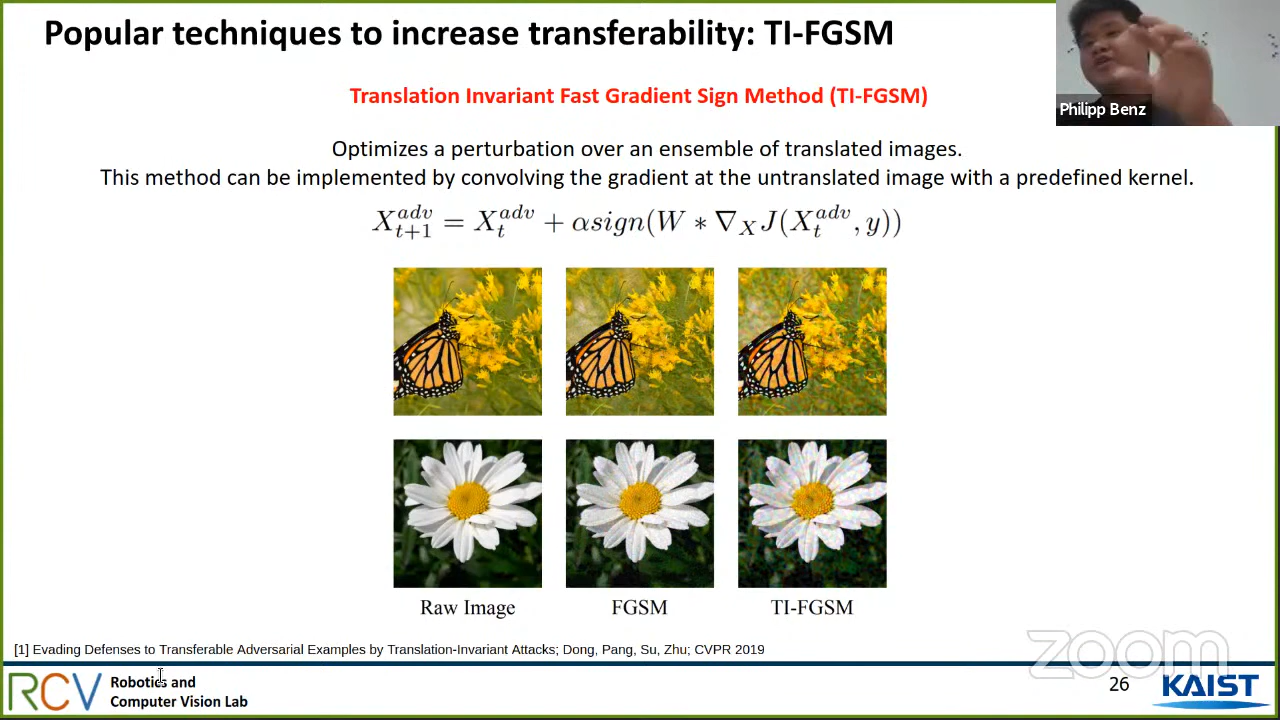 Popular techniques to increase transferability: TI-FGSM
Philipp Benz
Translation Invariant Fast Gradient Sign Method (TI-FGSM)
Optimizes a perturbation over an ensemble of translated images.
This method can be implemented by convolving the gradient at the untranslated image with a predefined kernel.
$X_{t+1}^{adv} = X_t^{adv} + \alpha sign(W * \nabla_X J(X_t^{adv}, y))$
Raw Image FGSM TI-FGSM
[1] Evading Defenses to Transferable Adversarial Examples by Translation-Invariant Attacks; Dong, Pang, Su, Zhu; CVPR 2019
zoom
RCV Robotics and
Computer Vision Lab
26
KAIST